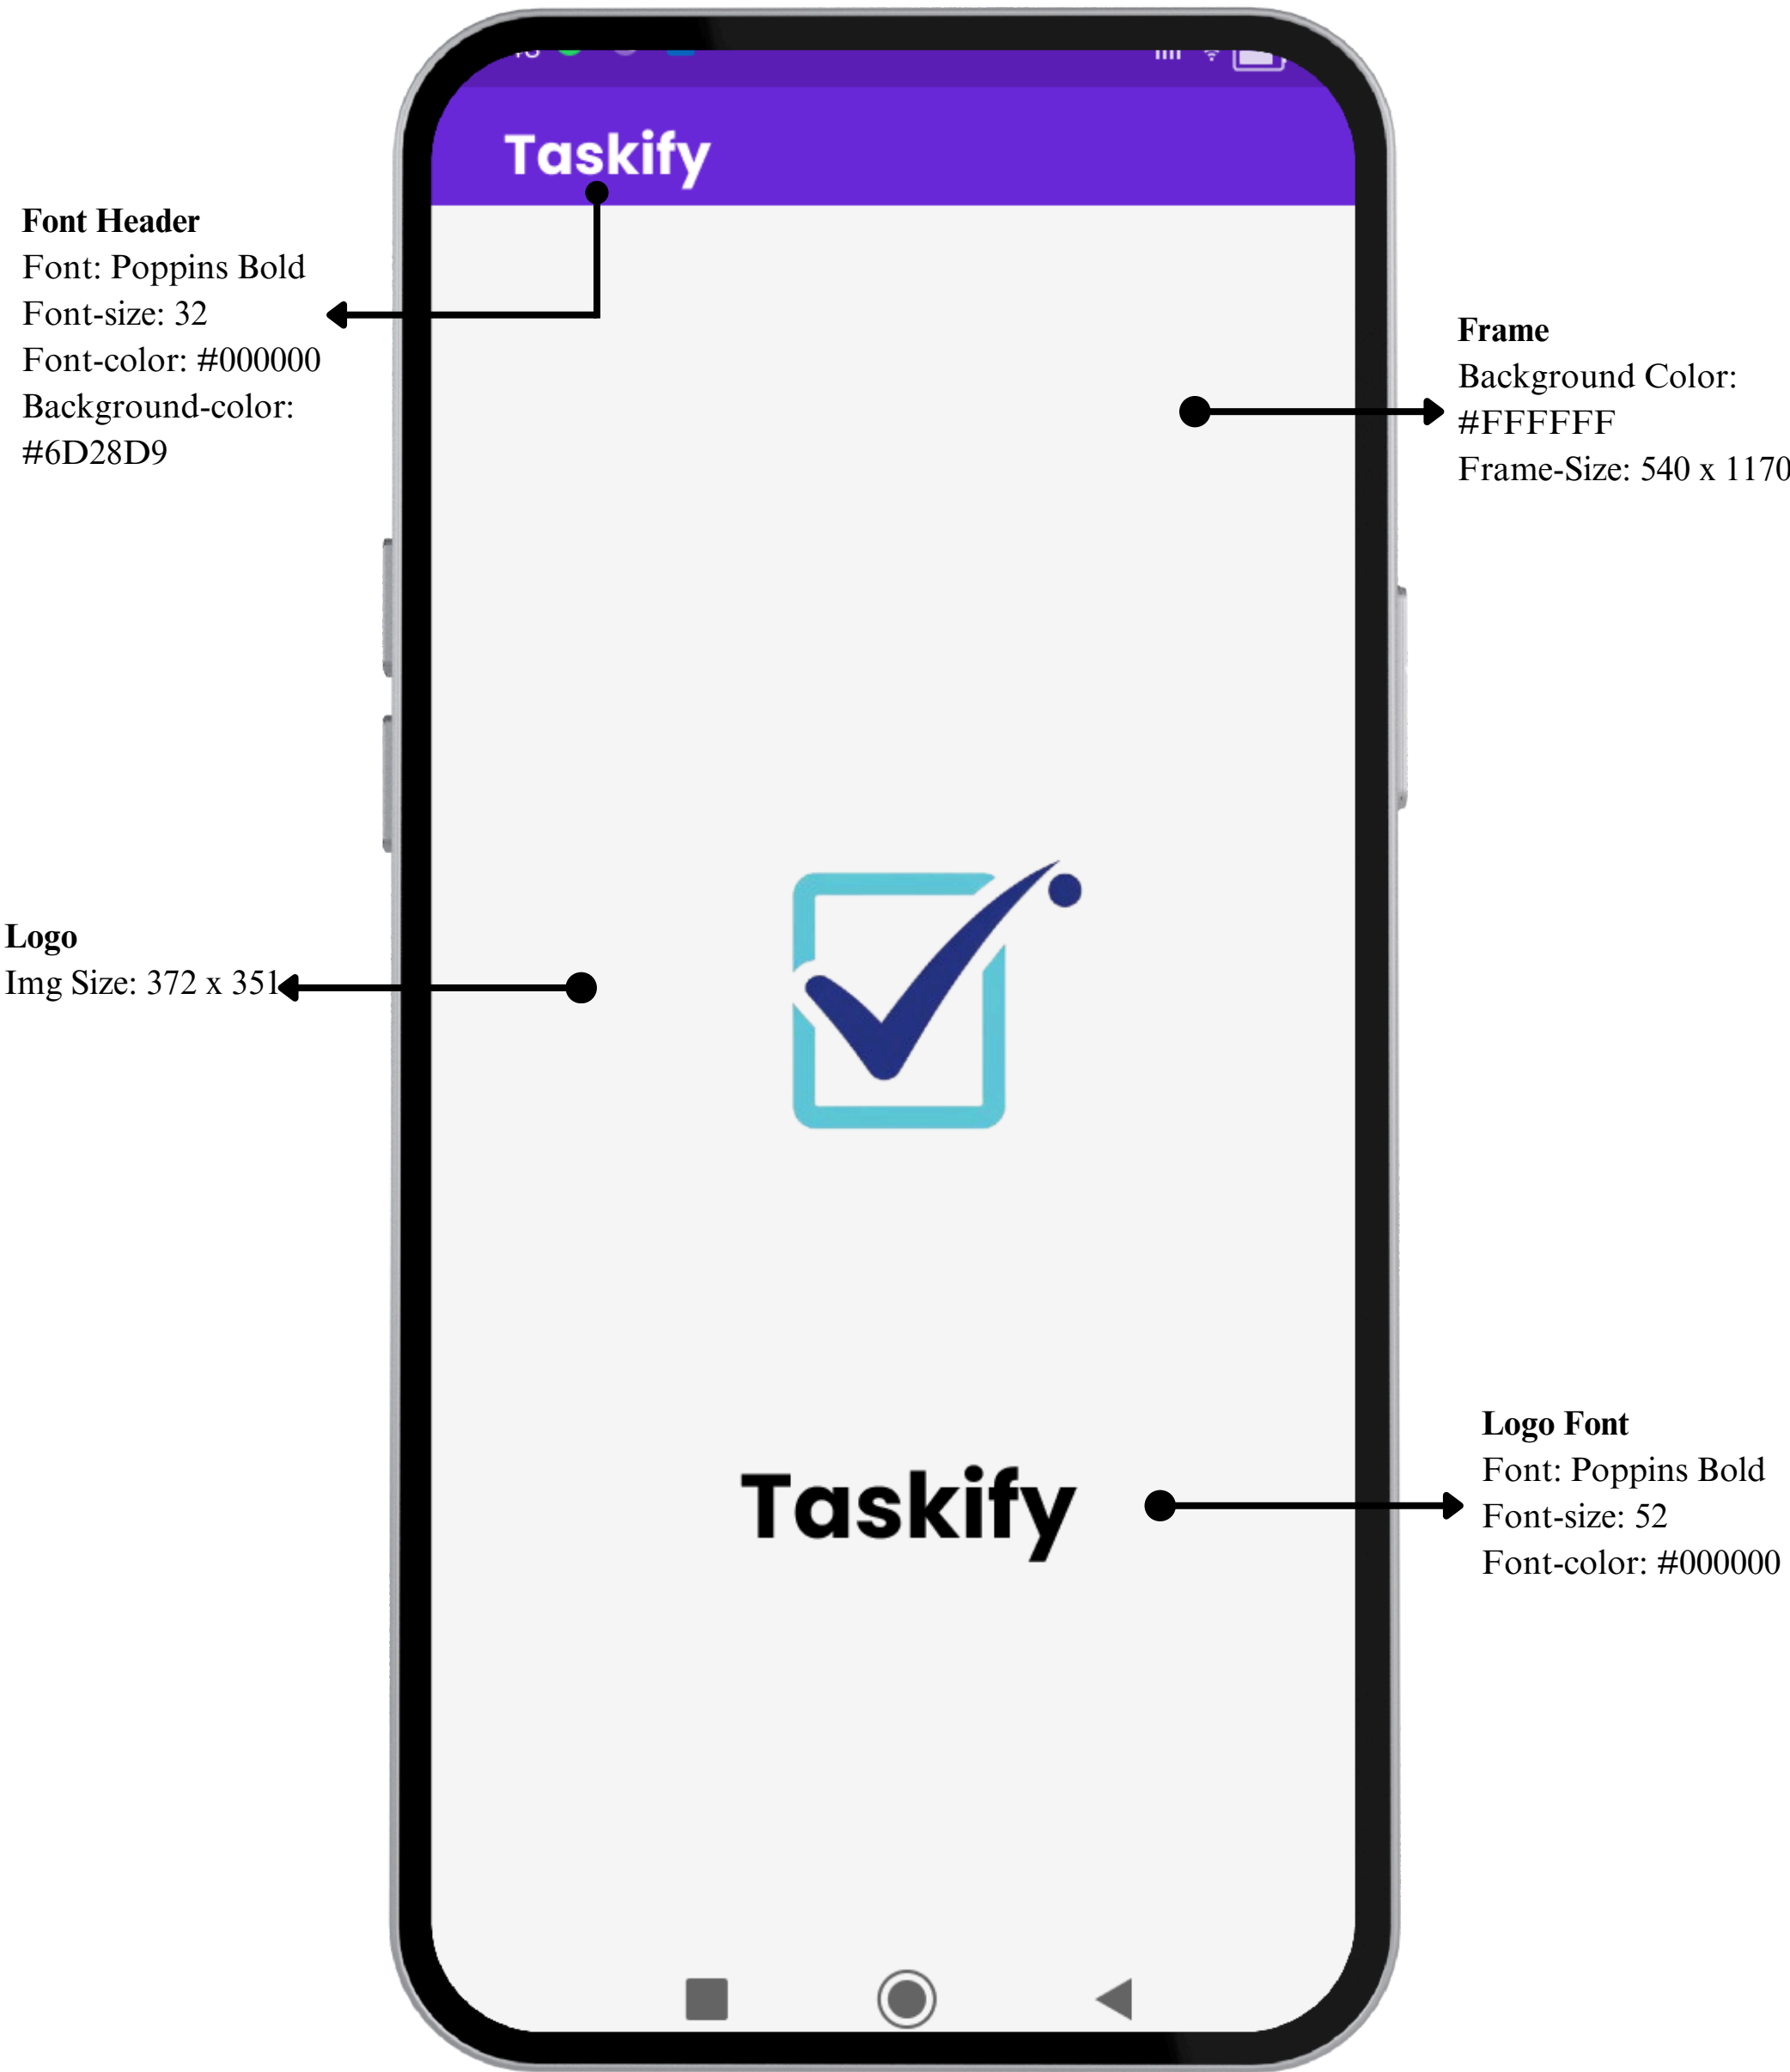 Taskify
Font Header
Font: Poppins Bold
Font-size: 32
Font-color: #000000
Background-color:
#6D28D9
Frame
Background Color:
#FFFFFF
Frame-Size: 540 x 1170
Logo
Img Size: 372 x 351
Taskify
Logo Font
Font: Poppins Bold
Font-size: 52
Font-color: #000000